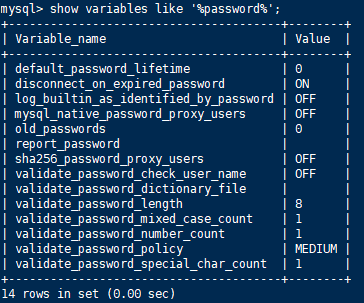 mysql> show variables like '%password%';
+---------------------------------------+--------+
| Variable_name                         | Value  |
+---------------------------------------+--------+
| default_password_lifetime             | 0      |
| disconnect_on_expired_password        | ON     |
| log_builtin_as_identified_by_password | OFF    |
| mysql_native_password_proxy_users     | OFF    |
| old_passwords                         | 0      |
| report_password                       |        |
| sha256_password_proxy_users           | OFF    |
| validate_password_check_user_name     | OFF    |
| validate_password_dictionary_file     |        |
| validate_password_length              | 8      |
| validate_password_mixed_case_count    | 1      |
| validate_password_number_count        | 1      |
| validate_password_policy              | MEDIUM |
| validate_password_special_char_count  | 1      |
+---------------------------------------+--------+
14 rows in set (0.00 sec)